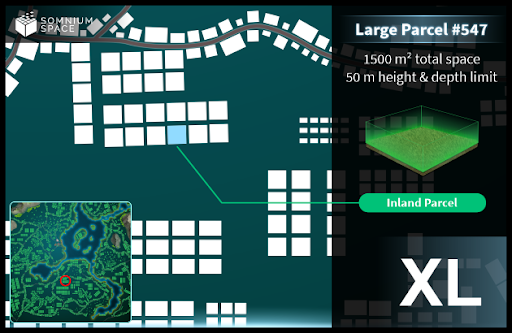 SOMNIUM
SPACE
Large Parcel #547
1500 m² total space
50 m height & depth limit
Inland Parcel
XL